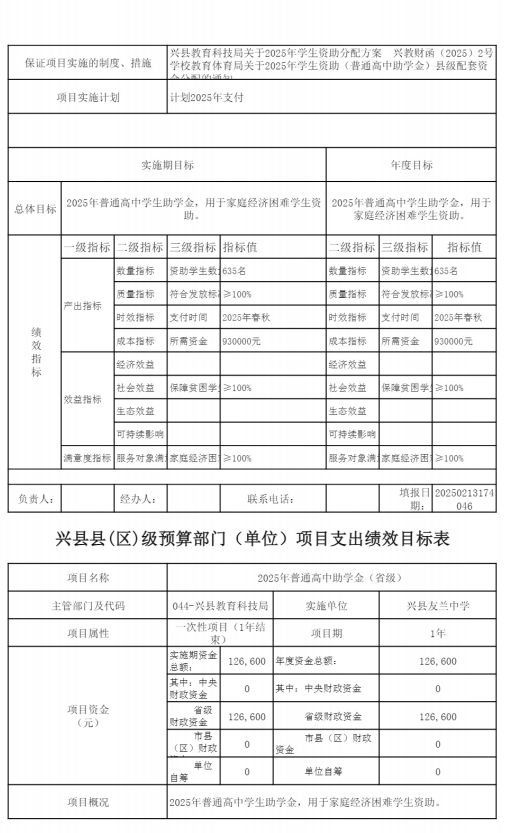 保证项目实施的制度、措施
兴县教育科技局关于2025年学生资助分配方案 兴教财函（2025）2号
学校教育体育局关于2025年学生资助（普通高中助学金）县级配套资
金分配的通知
项目实施计划 计划2025年支付
实施期目标 年度目标
总体目标
2025年普通高中学生助学金，用于家庭经济困难学生资
助。
2025年普通高中学生助学金，用于
家庭经济困难学生资助。
绩效指标
一级指标 二级指标 三级指标 指标值 二级指标 三级指标 指标值
产出指标
数量指标 资助学生数 635名 数量指标 资助学生数 635名
质量指标 符合发放标 ≥100% 质量指标 符合发放标 ≥100%
时效指标 支付时间 2025年春秋 时效指标 支付时间 2025年春秋
成本指标 所需资金 930000元 成本指标 所需资金 930000元
效益指标
经济效益 经济效益
社会效益 保障贫困学 ≥100% 社会效益 保障贫困学 ≥100%
生态效益 生态效益
可持续影响 可持续影响
满意度指标 服务对象满 家庭经济困 ≥100% 服务对象满 家庭经济困 ≥100%
负责人： 经办人： 联系电话： 填报日期： 20250213174046
兴县县(区)级预算部门（单位）项目支出绩效目标表
项目名称 2025年普通高中助学金（省级）
主管部门及代码 044-兴县教育科技局 实施单位 兴县友兰中学
项目属性 一次性项目（1年结束） 项目期 1年
项目资金（元）
实施期资金总额： 126,600 年度资金总额： 126,600
其中：中央财政资金 0 其中：中央财政资金 0
省级财政资金 126,600 省级财政资金 126,600
市县（区）财政 0 市县（区）财政资金 0
单位自筹 0 单位自筹 0
项目概况 2025年普通高中学生助学金，用于家庭经济困难学生资助。